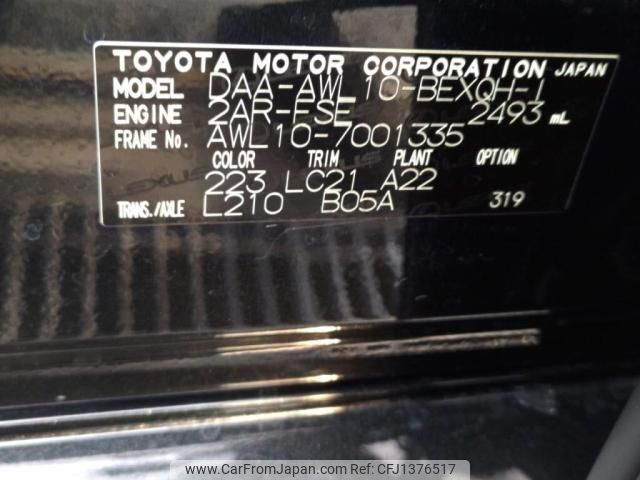 TOYOTA MOTOR CORPORATION JAPAN
MODEL DAA-AWL10-BEXQH-1
ENGINE 2AR-FSE 2493 mL
FRAME No. AWL10-7001335
COLOR TRIM PLANT OPTION
223 LC21 A22
TRANS./AXLE L210 B05A 319
www.CarFromJapan.com - CFJ1376517